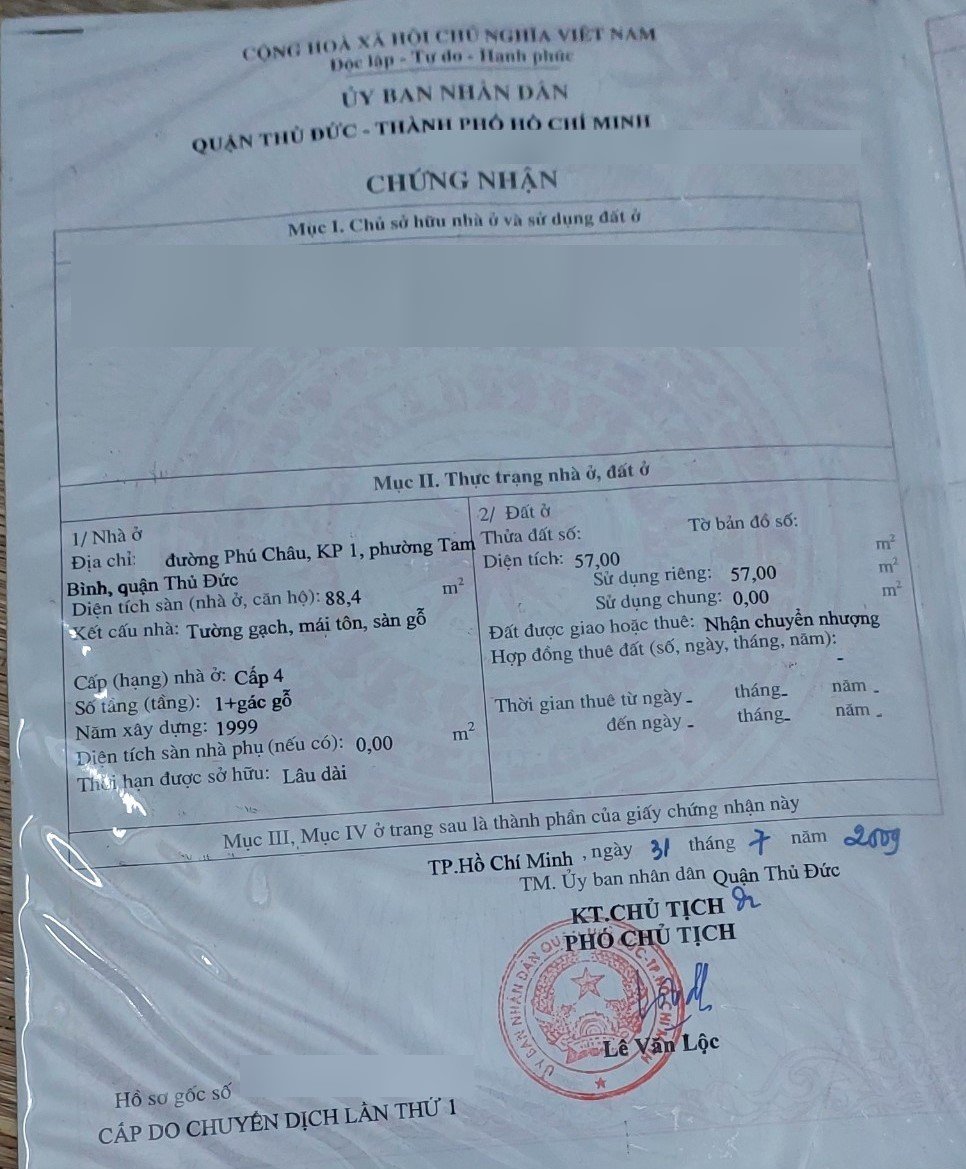 CỘNG HOÀ XÃ HỘI CHỦ NGHĨA VIỆT NAM
Độc lập - Tự do - Hạnh phúc
ỦY BAN NHÂN DÂN
QUẬN THỦ ĐỨC - THÀNH PHỐ HỒ CHÍ MINH
CHỨNG NHẬN
Mục I. Chủ sở hữu nhà ở và sử dụng đất ở
Mục II. Thực trạng nhà ở, đất ở
1/ Nhà ở
Địa chỉ: đường Phú Châu, KP 1, phường Tam
Bình, quận Thủ Đức
Diện tích sàn (nhà ở, căn hộ): 88,4 m²
Kết cấu nhà: Tường gạch, mái tôn, sàn gỗ
Cấp (hạng) nhà ở: Cấp 4
Số tầng (tầng): 1+gác gỗ
Năm xây dựng: 1999
Diện tích sàn nhà phụ (nếu có): 0,00 m²
Thời hạn được sở hữu: Lâu dài
2/ Đất ở
Thửa đất số: Tờ bản đồ số:
Diện tích: 57,00 m²
Sử dụng riêng: 57,00 m²
Sử dụng chung: 0,00 m²
Đất được giao hoặc thuê: Nhận chuyển nhượng
Hợp đồng thuê đất (số, ngày, tháng, năm):
-
Thời gian thuê từ ngày - tháng - năm -
đến ngày - tháng - năm -
Mục III, Mục IV ở trang sau là thành phần của giấy chứng nhận này
TP.Hồ Chí Minh , ngày 31 tháng 7 năm 2009
TM. Ủy ban nhân dân Quận Thủ Đức
KT.CHỦ TỊCH
PHÓ CHỦ TỊCH
Lê Văn Lộc
Hồ sơ gốc số
CẤP DO CHUYỂN DỊCH LẦN THỨ 1